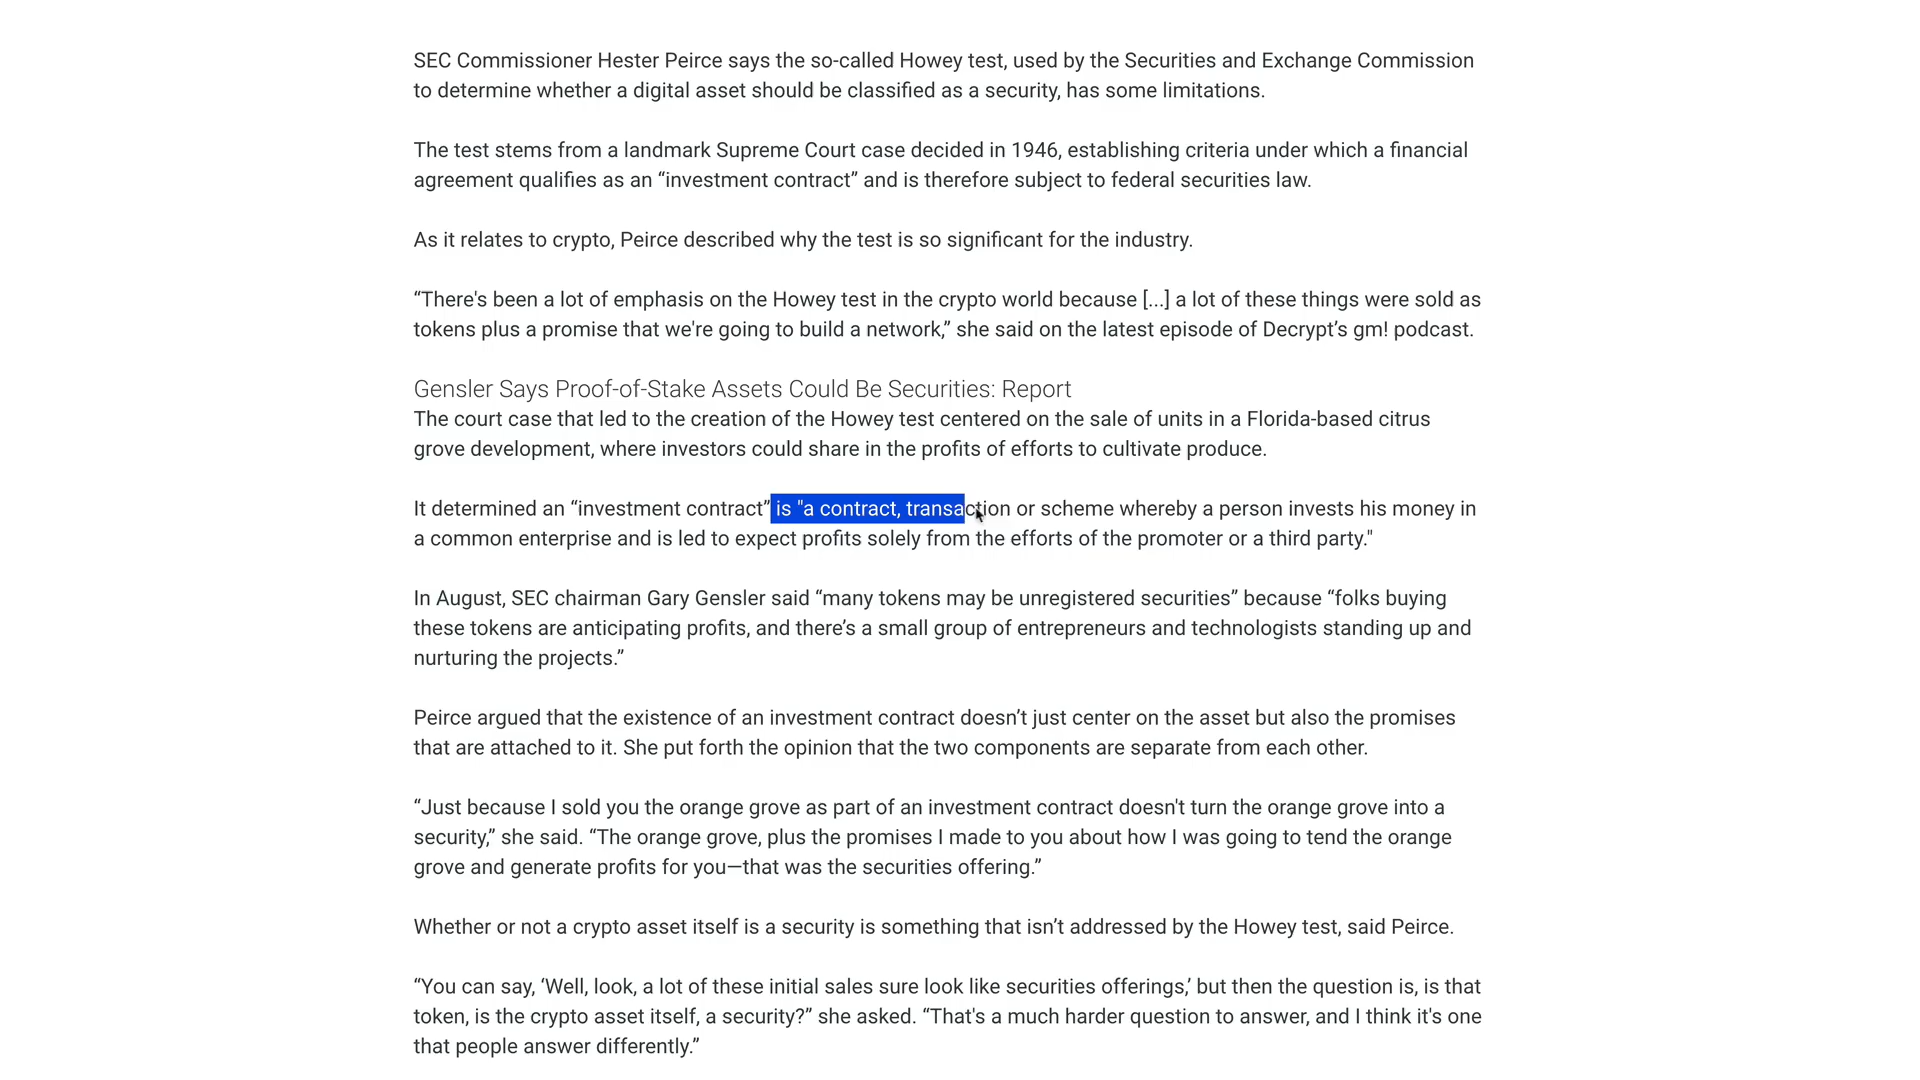 SEC Commissioner Hester Peirce says the so-called Howey test, used by the Securities and Exchange Commission
to determine whether a digital asset should be classified as a security, has some limitations.
The test stems from a landmark Supreme Court case decided in 1946, establishing criteria under which a financial
agreement qualifies as an “investment contract” and is therefore subject to federal securities law.
As it relates to crypto, Peirce described why the test is so significant for the industry.
“There's been a lot of emphasis on the Howey test in the crypto world because [...] a lot of these things were sold as
tokens plus a promise that we're going to build a network,” she said on the latest episode of Decrypt’s gm! podcast.
Gensler Says Proof-of-Stake Assets Could Be Securities: Report
The court case that led to the creation of the Howey test centered on the sale of units in a Florida-based citrus
grove development, where investors could share in the profits of efforts to cultivate produce.
It determined an “investment contract” is "a contract, transaction or scheme whereby a person invests his money in
a common enterprise and is led to expect profits solely from the efforts of the promoter or a third party."
In August, SEC chairman Gary Gensler said “many tokens may be unregistered securities” because “folks buying
these tokens are anticipating profits, and there’s a small group of entrepreneurs and technologists standing up and
nurturing the projects.”
Peirce argued that the existence of an investment contract doesn’t just center on the asset but also the promises
that are attached to it. She put forth the opinion that the two components are separate from each other.
“Just because I sold you the orange grove as part of an investment contract doesn't turn the orange grove into a
security,” she said. “The orange grove, plus the promises I made to you about how I was going to tend the orange
grove and generate profits for you—that was the securities offering.”
Whether or not a crypto asset itself is a security is something that isn’t addressed by the Howey test, said Peirce.
“You can say, ‘Well, look, a lot of these initial sales sure look like securities offerings,’ but then the question is, is that
token, is the crypto asset itself, a security?” she asked. “That's a much harder question to answer, and I think it's one
that people answer differently.”